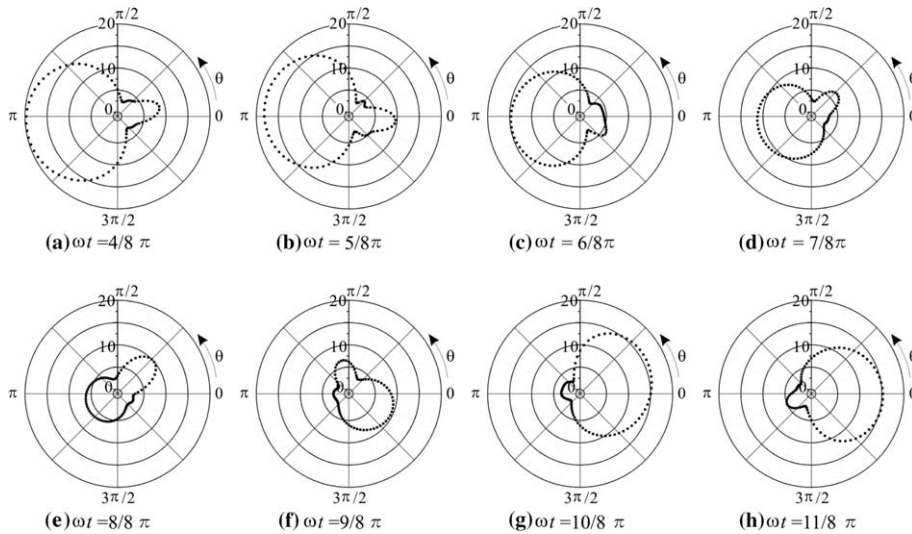 π/2 π/2 π/2 π/2
20 20 20 20
10 10 10 10
θ θ θ θ
π 0 0 π 0 0 π 0 0 π 0 0
3π/2 3π/2 3π/2 3π/2
(a) ωt =4/8 π (b) ωt = 5/8π (c) ωt = 6/8π (d) ωt = 7/8π
π/2 π/2 π/2 π/2
20 20 20 20
10 10 10 10
θ θ θ θ
π 0 0 π 0 0 π 0 0 π 0 0
3π/2 3π/2 3π/2 3π/2
(e) ωt =8/8 π (f) ωt=9/8 π (g) ωt=10/8 π (h) ωt=11/8 π